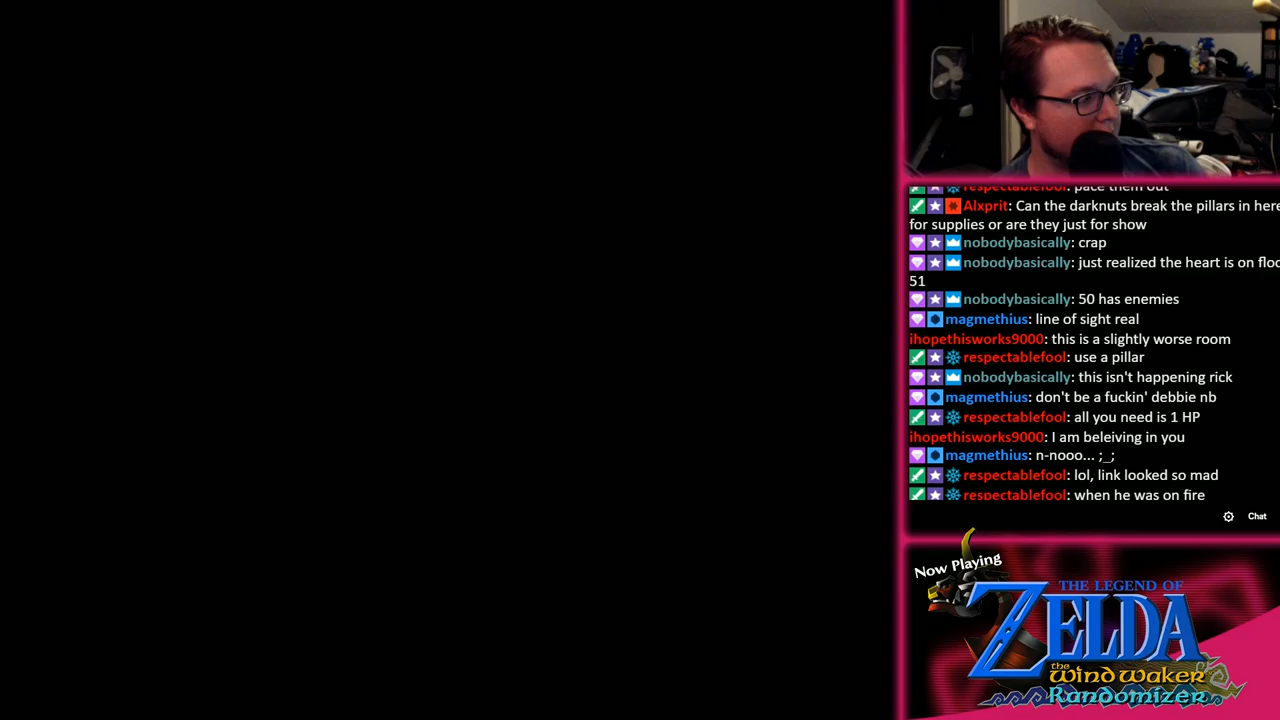 respectablefool: pace them out
Alxprit: Can the darknuts break the pillars in here
for supplies or are they just for show
nobodybasically: crap
nobodybasically: just realized the heart is on floo
51
nobodybasically: 50 has enemies
magmethius: line of sight real
ihopethisworks9000: this is a slightly worse room
respectablefool: use a pillar
nobodybasically: this isn't happening rick
magmethius: don't be a fuckin' debbie nb
respectablefool: all you need is 1 HP
ihopethisworks9000: I am beleiving in you
magmethius: n-nooo... ;_;
respectablefool: lol, link looked so mad
respectablefool: when he was on fire
Chat
Now Playing
THE LEGEND OF
ZELDA
the
Wind Waker
Randomizer